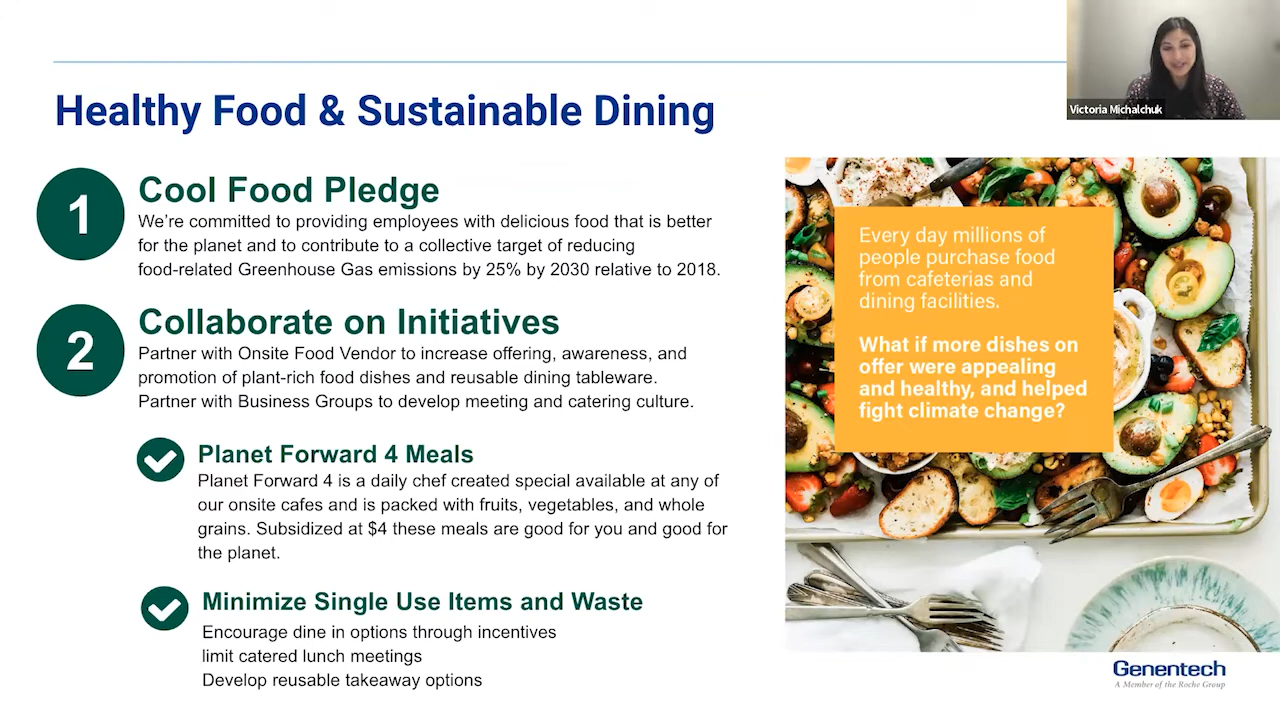 Victoria Michalchuk
Healthy Food & Sustainable Dining
1
Cool Food Pledge
We’re committed to providing employees with delicious food that is better
for the planet and to contribute to a collective target of reducing
food-related Greenhouse Gas emissions by 25% by 2030 relative to 2018.
2
Collaborate on Initiatives
Partner with Onsite Food Vendor to increase offering, awareness, and
promotion of plant-rich food dishes and reusable dining tableware.
Partner with Business Groups to develop meeting and catering culture.
Planet Forward 4 Meals
Planet Forward 4 is a daily chef created special available at any of
our onsite cafes and is packed with fruits, vegetables, and whole
grains. Subsidized at $4 these meals are good for you and good for
the planet.
Minimize Single Use Items and Waste
Encourage dine in options through incentives
limit catered lunch meetings
Develop reusable takeaway options
Every day millions of
people purchase food
from cafeterias and
dining facilities.
What if more dishes on
offer were appealing
and healthy, and helped
fight climate change?
Genentech
A Member of the Roche Group